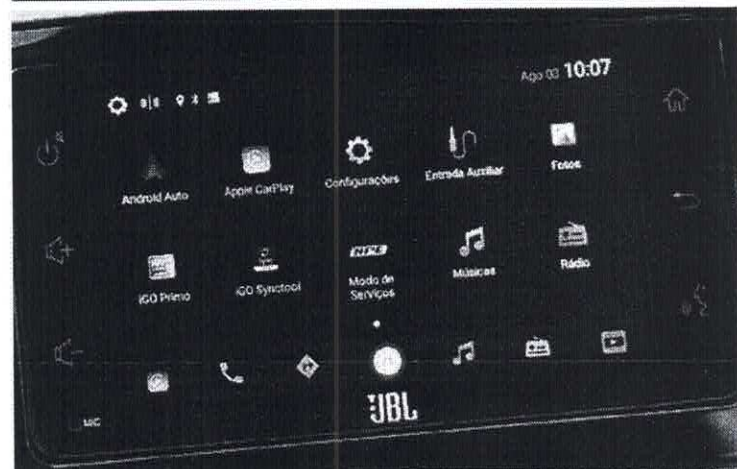 Ago 03 10:07
Android Auto
Apple CarPlay
Configurações
Entrada Auxiliar
Fotos
iGO Primo
iGO Synctool
Modo de
Serviços
Músicas
Rádio
JBL
MIC